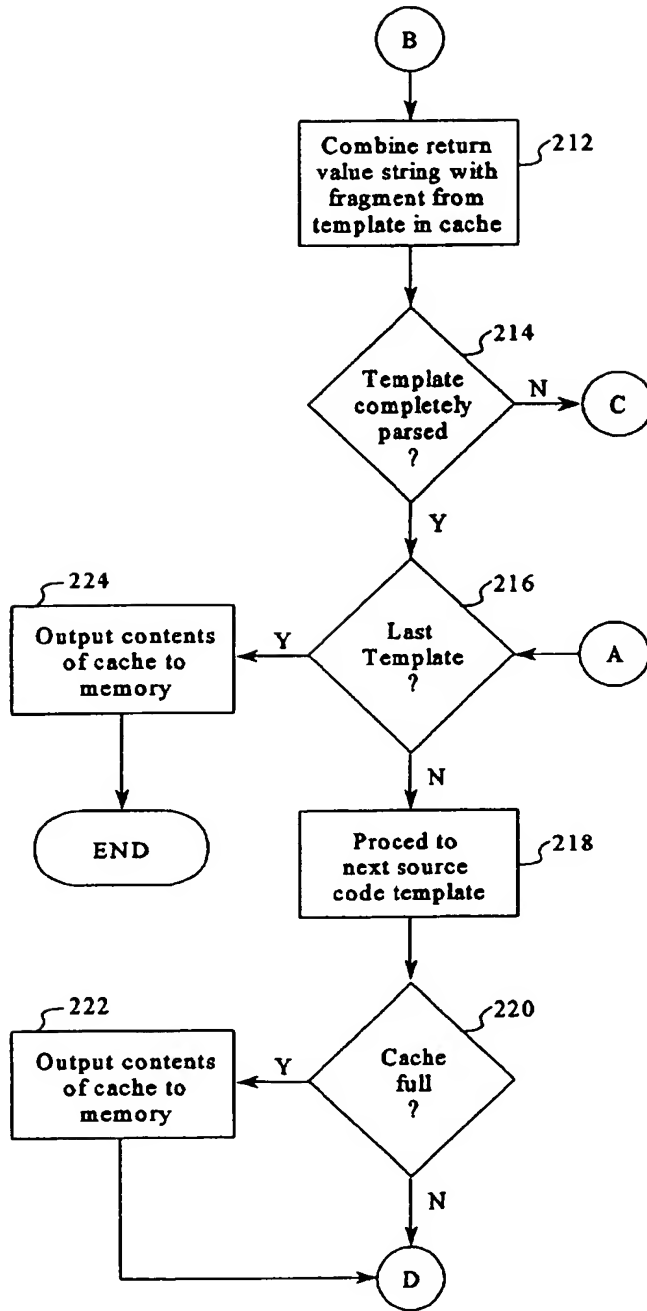 B
Combine return
value string with
fragment from
template in cache
212
214
Template
completely
parsed
?
N
C
Y
224
Output contents
of cache to
memory
Y
216
Last
Template
?
A
END
N
Proced to
next source
code template
218
222
Output contents
of cache to
memory
Y
220
Cache
full
?
N
D